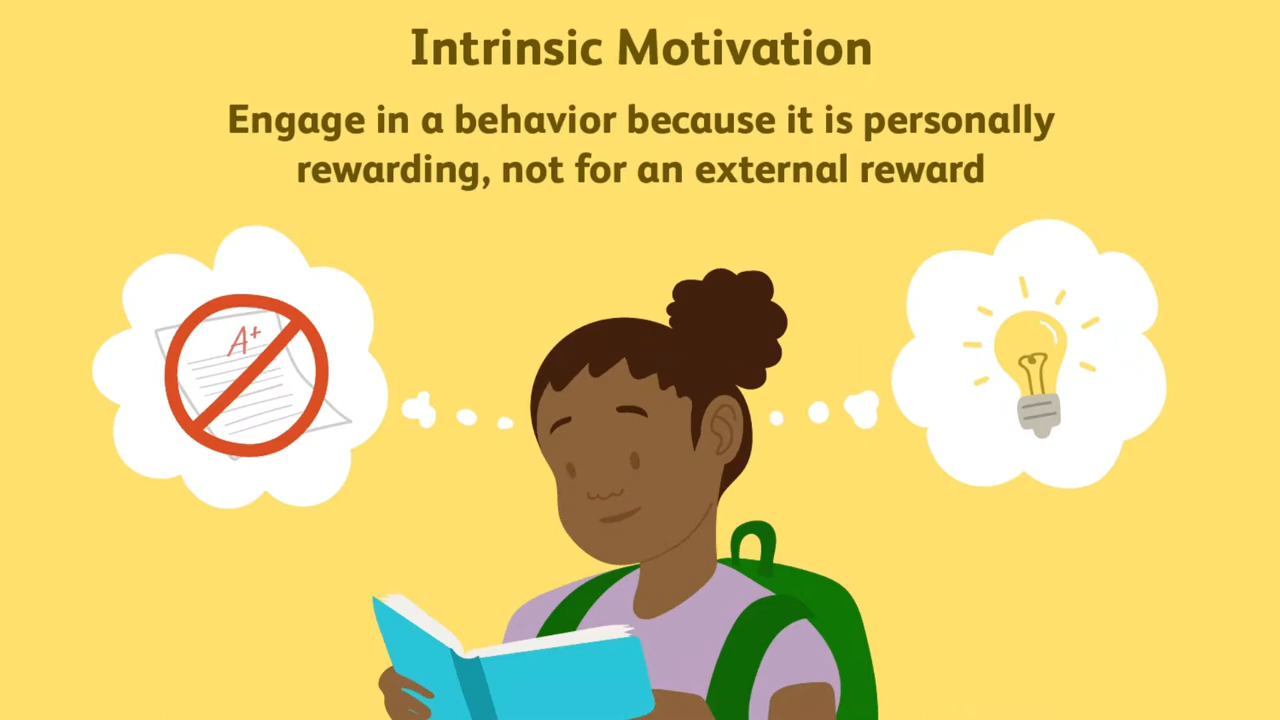 Intrinsic Motivation
Engage in a behavior because it is personally
rewarding, not for an external reward
A+